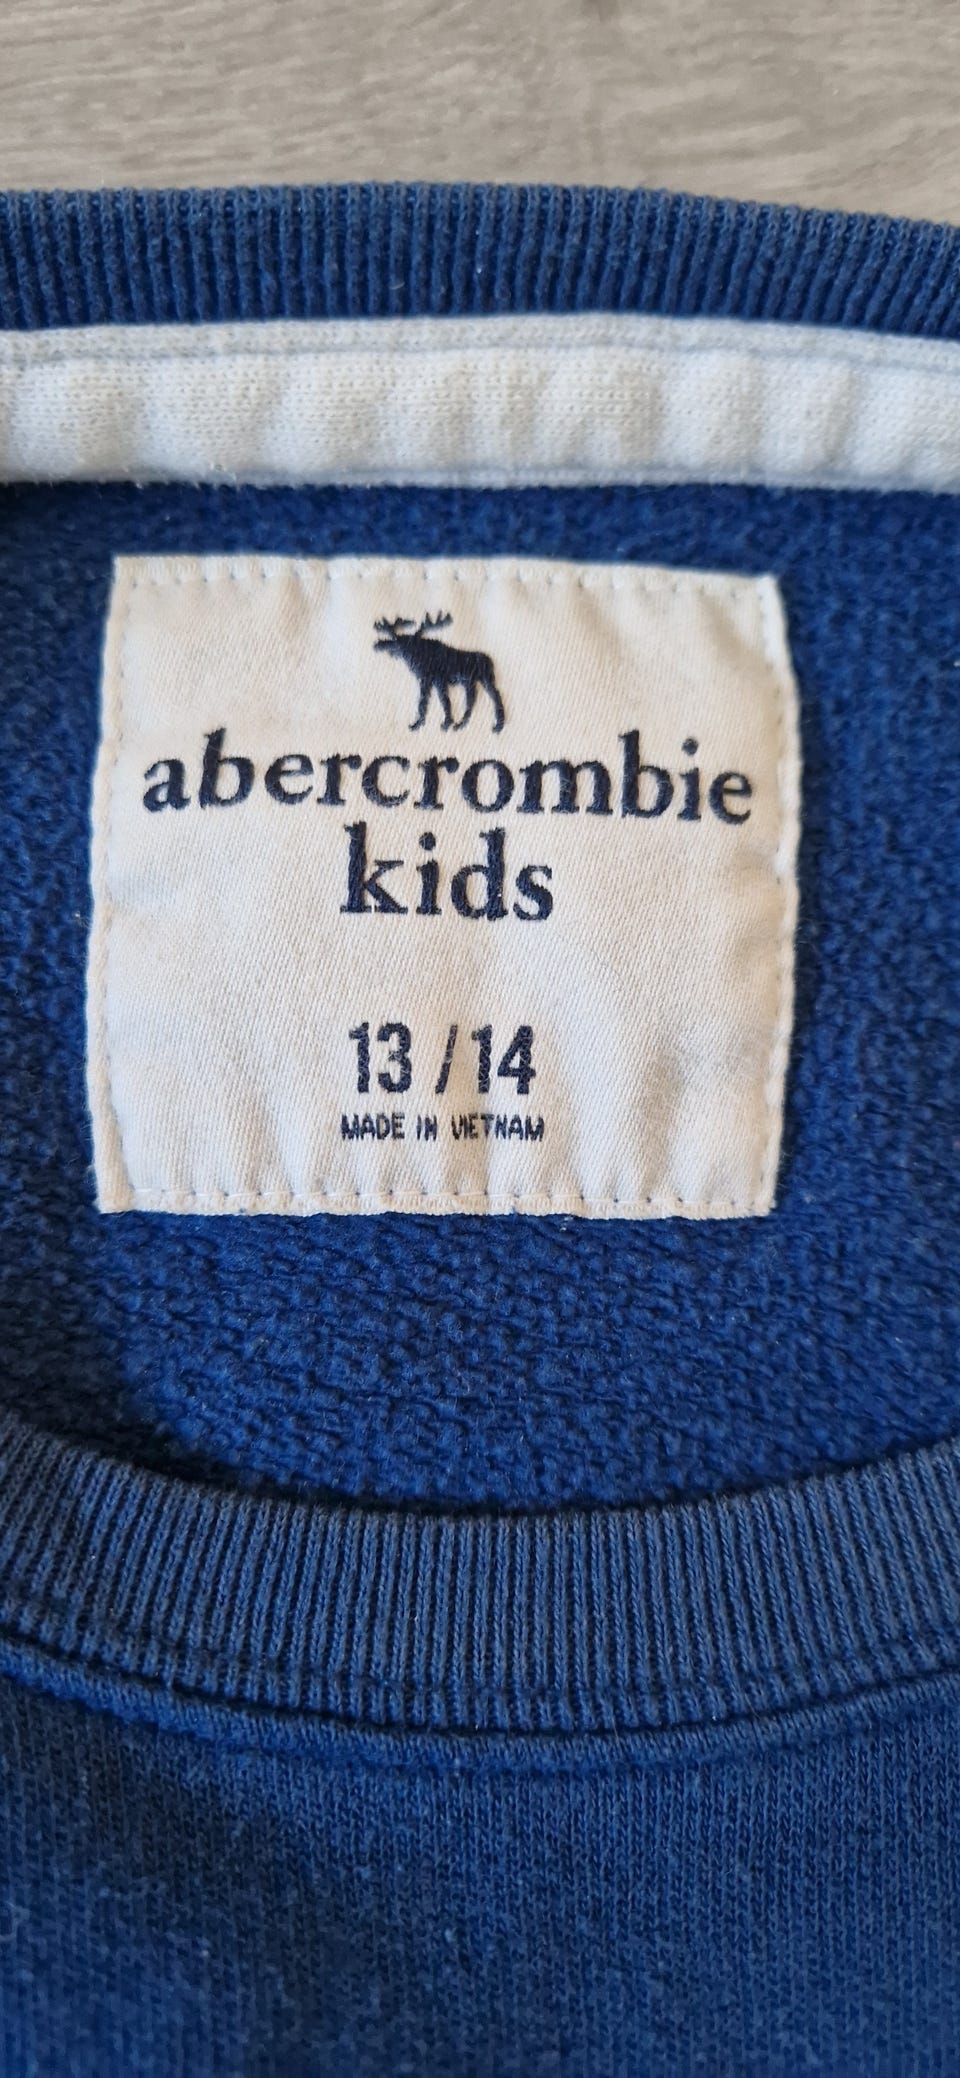 abercrombie
kids
13 / 14
MADE IN VIETNAM